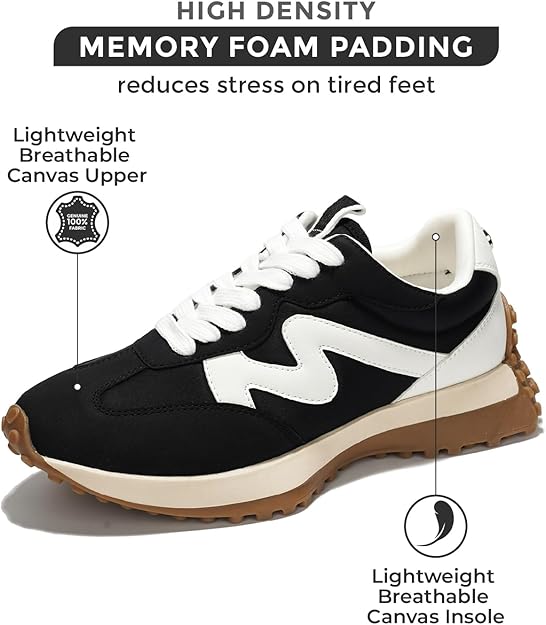 HIGH DENSITY
MEMORY FOAM PADDING
reduces stress on tired feet
Lightweight
Breathable
Canvas Upper
GENUINE
100%
FABRIC
Lightweight
Breathable
Canvas Insole